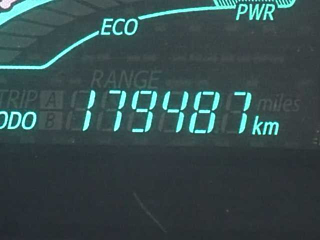 PWR
ECO
RANGE
TRIP A miles
B
ODO 179487 km